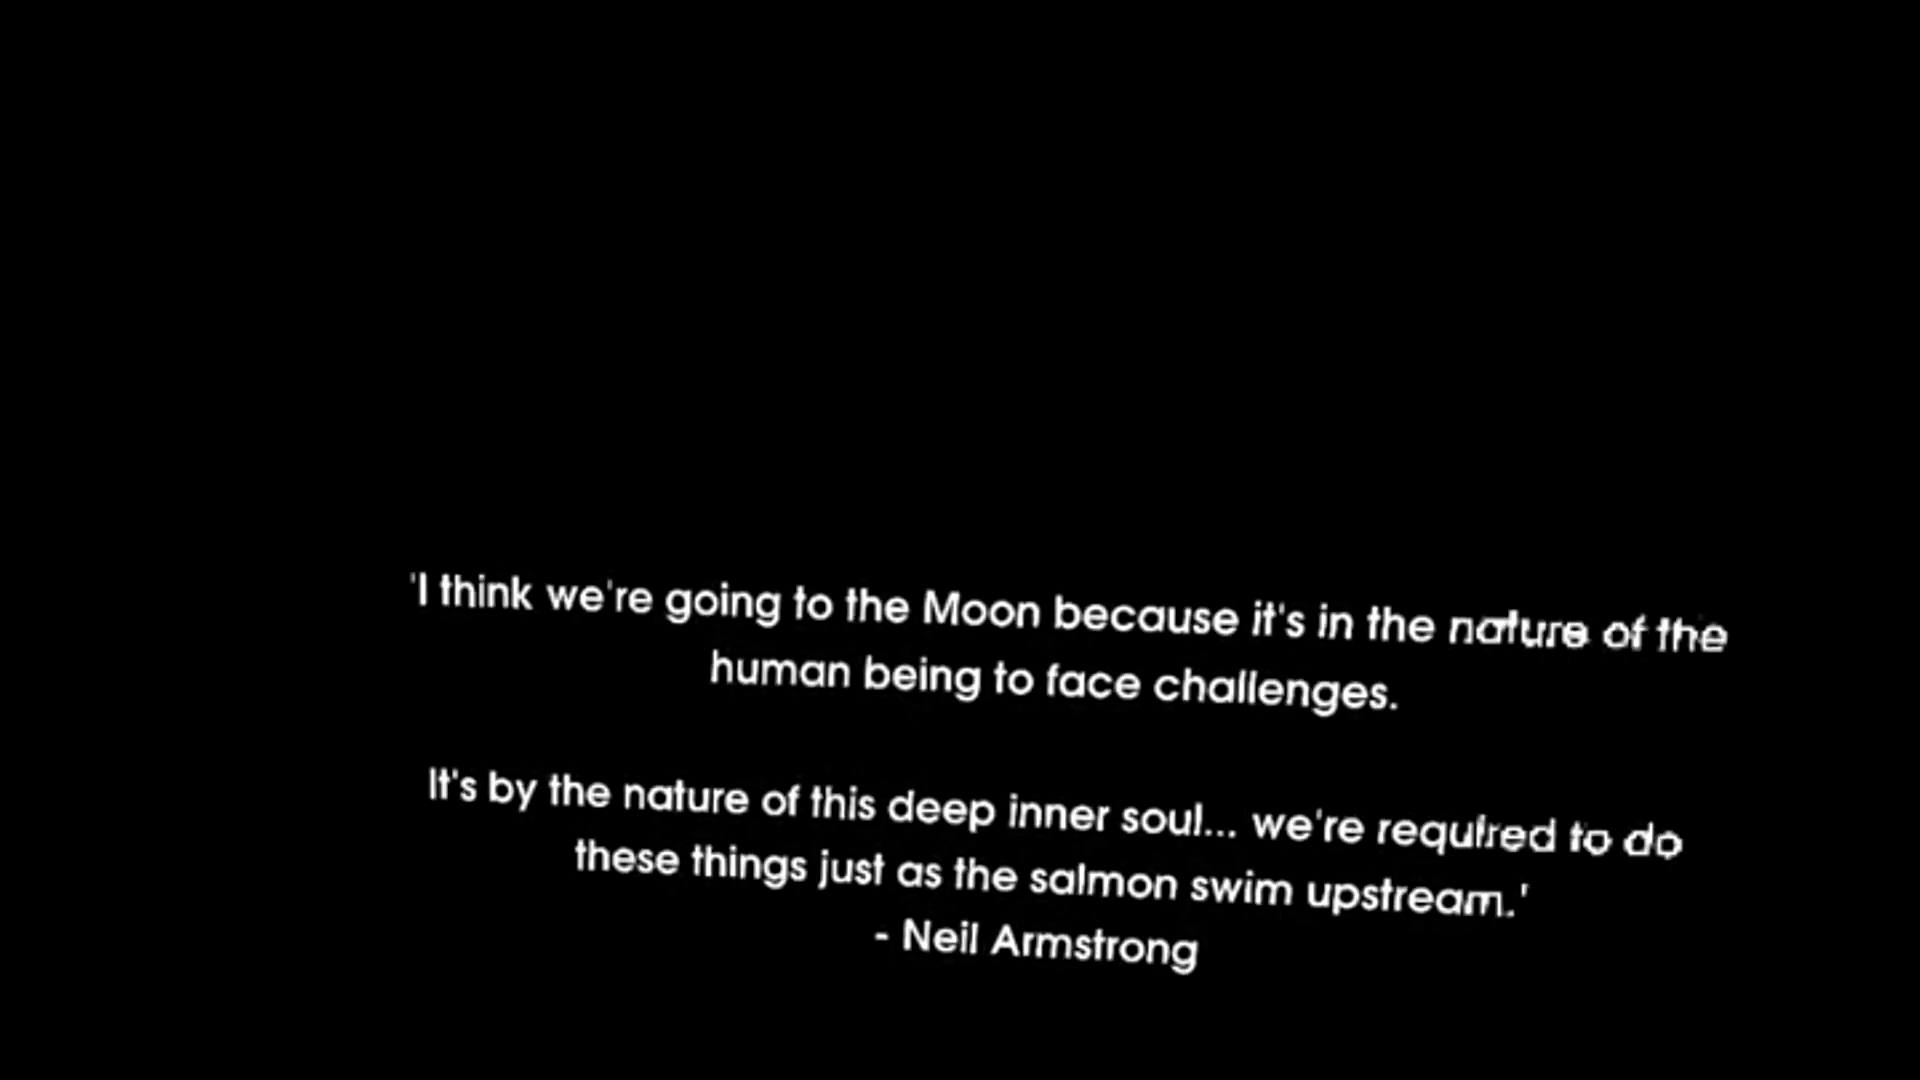 'I think we're going to the Moon because it's in the nature of the
human being to face challenges.
It's by the nature of this deep inner soul... we're required to do
these things just as the salmon swim upstream.'
- Neil Armstrong